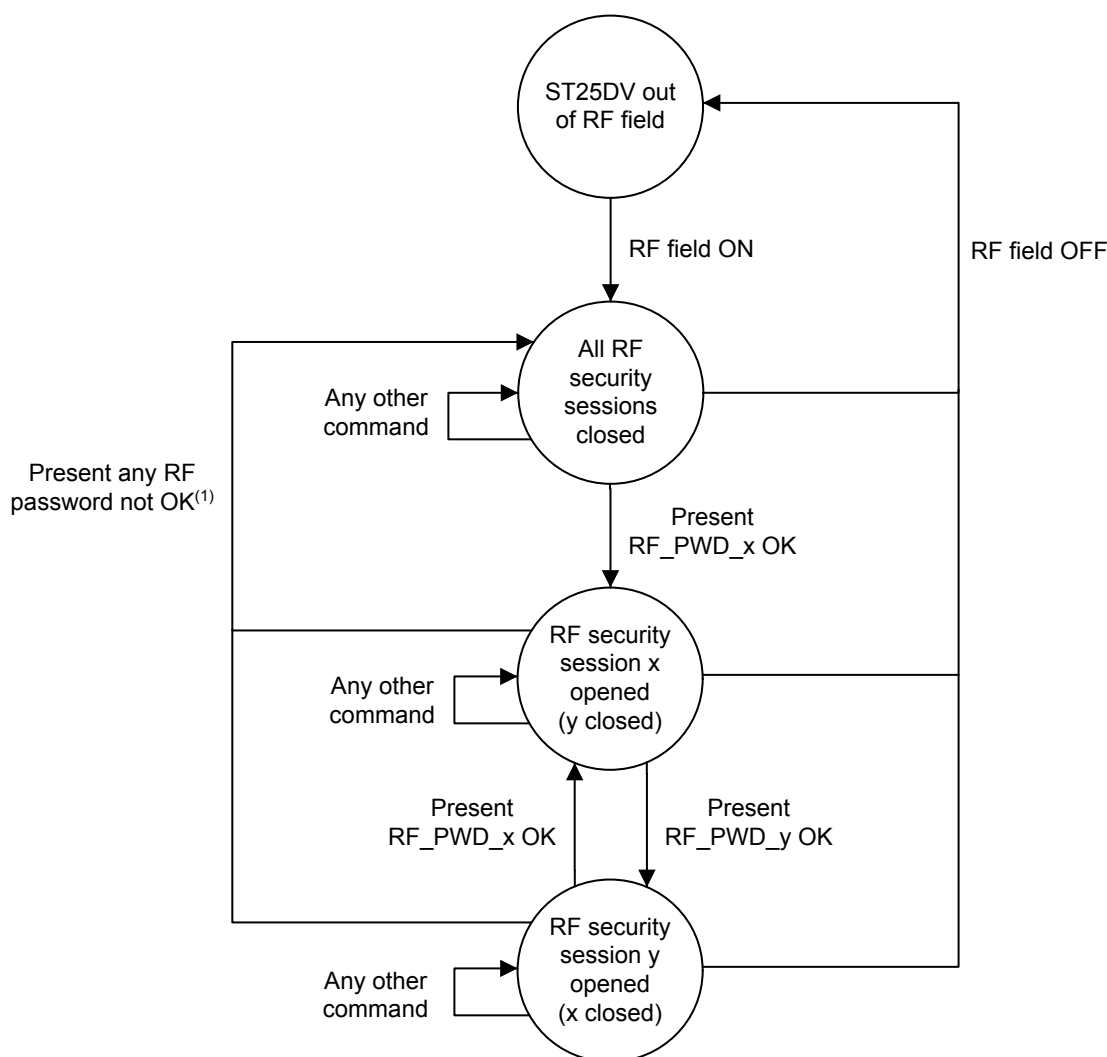 ST25DV out
of RF field
RF field ON
RF field OFF
All RF
security
sessions
closed
Any other
command
Present any RF
password not OK(1)
Present
RF_PWD_x OK
RF security
session x
opened
(y closed)
Any other
command
Present
RF_PWD_x OK
Present
RF_PWD_y OK
RF security
session y
opened
(x closed)
Any other
command